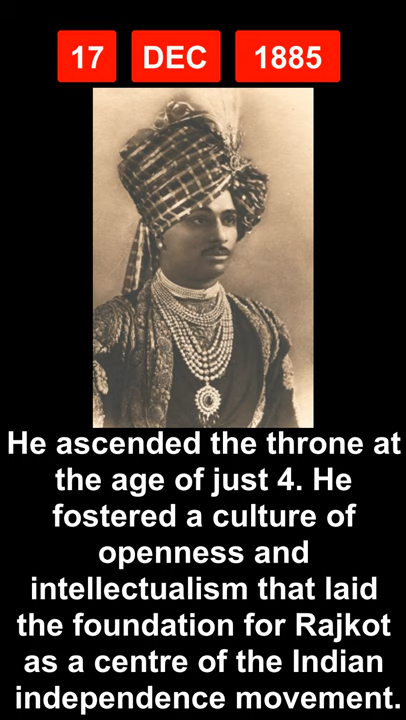 17 DEC 1885
He ascended the throne at
the age of just 4. He
fostered a culture of
openness and
intellectualism that laid
the foundation for Rajkot
as a centre of the Indian
independence movement.